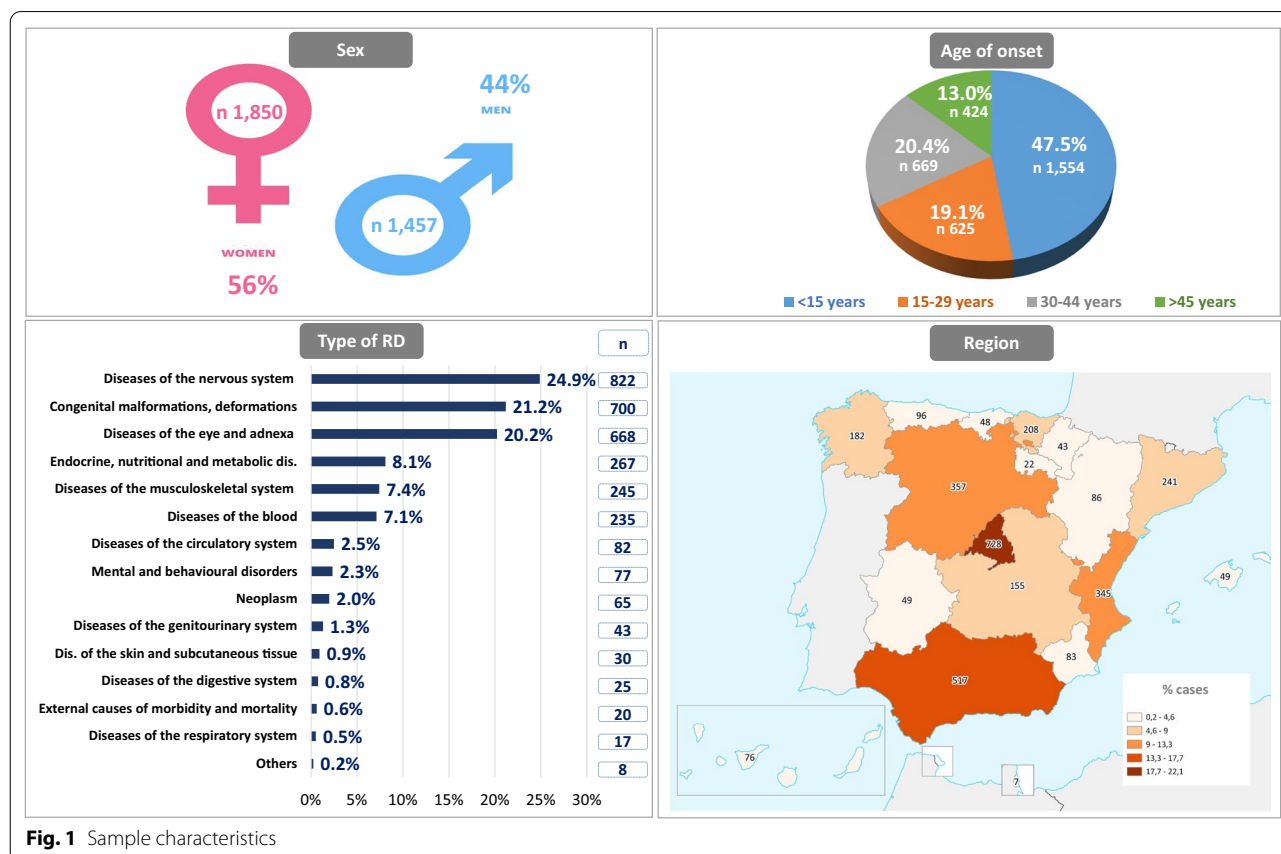 Sex
n 1,850
WOMEN
56%
44%
MEN
n 1,457
Age of onset
13.0%
n 424
47.5%
n 1,554
20.4%
n 669
19.1%
n 625
<15 years 15-29 years 30-44 years >45 years
Type of RD n
Diseases of the nervous system 24.9% 822
Congenital malformations, deformations 21.2% 700
Diseases of the eye and adnexa 20.2% 668
Endocrine, nutritional and metabolic dis. 8.1% 267
Diseases of the musculoskeletal system 7.4% 245
Diseases of the blood 7.1% 235
Diseases of the circulatory system 2.5% 82
Mental and behavioural disorders 2.3% 77
Neoplasm 2.0% 65
Diseases of the genitourinary system 1.3% 43
Dis. of the skin and subcutaneous tissue 0.9% 30
Diseases of the digestive system 0.8% 25
External causes of morbidity and mortality 0.6% 20
Diseases of the respiratory system 0.5% 17
Others 0.2% 8
0% 5% 10% 15% 20% 25% 30%
Region
96
48
208
182
43
22
241
357
86
728
49
155
345
49
83
517
76
7
% cases
0,2 - 4,6
4,6 - 9
9 - 13,3
13,3 - 17,7
17,7 - 22,1
Fig. 1 Sample characteristics